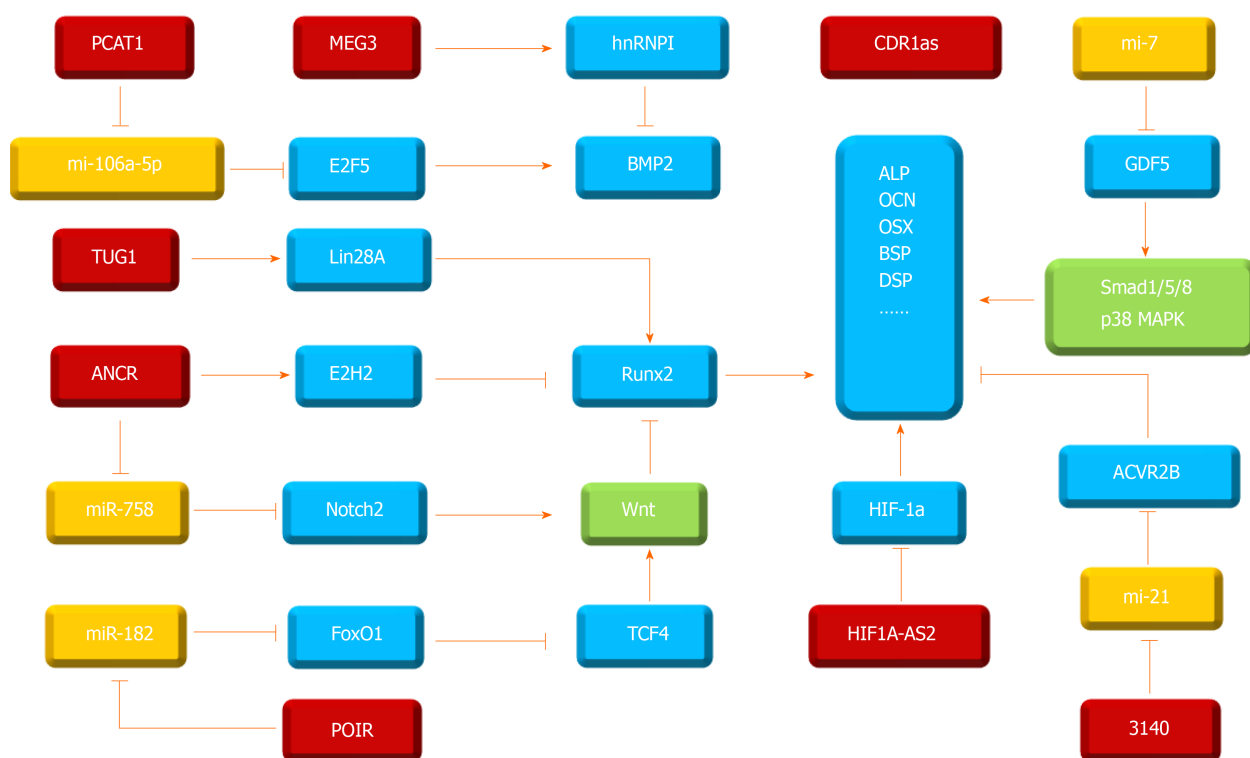 PCAT1
MEG3
hnRNPI
CDR1as
mi-7
mi-106a-5p
E2F5
BMP2
ALP
OCN
OSX
BSP
DSP
......
GDF5
TUG1
Lin28A
Smad1/5/8
p38 MAPK
ANCR
E2H2
Runx2
ACVR2B
miR-758
Notch2
Wnt
HIF-1a
mi-21
miR-182
FoxO1
TCF4
HIF1A-AS2
POIR
3140